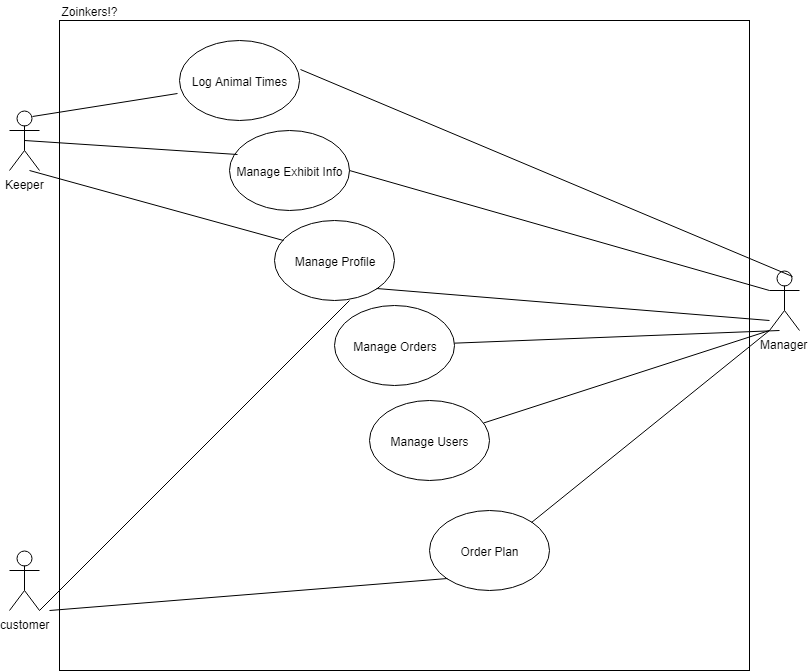 Zoinkers!?
Log Animal Times
Manage Exhibit Info
Keeper
Manage Profile
Manage Orders
Manager
Manage Users
Order Plan
customer